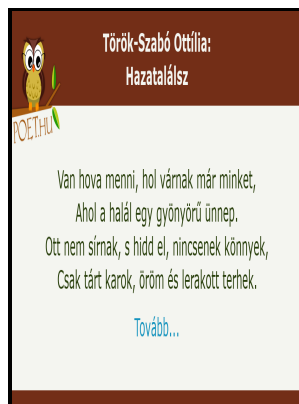 Török-Szabó Ottília:
Hazatalálsz
POET.HU
Van hova menni, hol várnak már minket,
Ahol a halál egy gyönyörű ünnep.
Ott nem sírnak, s hidd el, nincsenek könnyek,
Csak tárt karok, öröm és lerakott terhek.
Tovább...